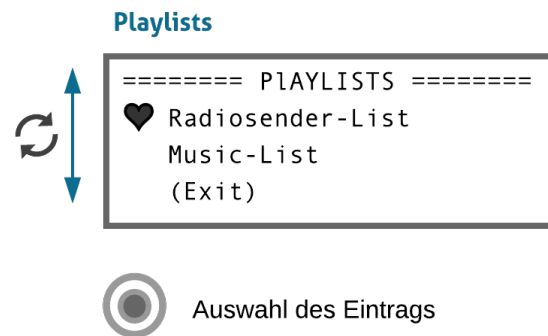 Playlists
======== PlAYLISTS ========
Radiosender-List
Music-List
(Exit)
Auswahl des Eintrags